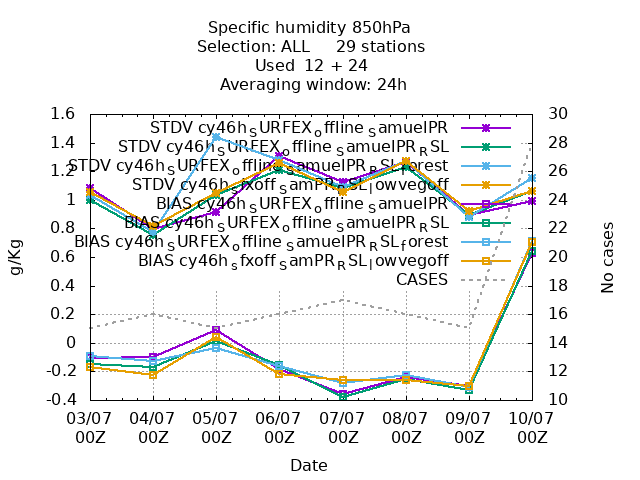 Specific humidity 850hPa
Selection: ALL 29 stations
Used 12 + 24
Averaging window: 24h
1.6
1.4
1.2
1
0.8
0.6
0.4
0.2
0
-0.2
-0.4
g/Kg
STDV cy46h_SURFEX_offline_SamuelPR
STDV cy46h_SURFEX_offline_SamuelPR_RSL
STDV cy46h_SURFEX_offline_SamuelPR_RSL_forest
STDV cy46h_sfxoff_SamPR_RSL_lowvegoff
BIAS cy46h_SURFEX_offline_SamuelPR
BIAS cy46h_SURFEX_offline_SamuelPR_RSL
BIAS cy46h_SURFEX_offline_SamuelPR_RSL_forest
BIAS cy46h_sfxoff_SamPR_RSL_lowvegoff
CASES
30
28
26
24
22
20
18
16
14
12
10
No cases
03/07 04/07 05/07 06/07 07/07 08/07 09/07 10/07
00Z 00Z 00Z 00Z 00Z 00Z 00Z 00Z
Date